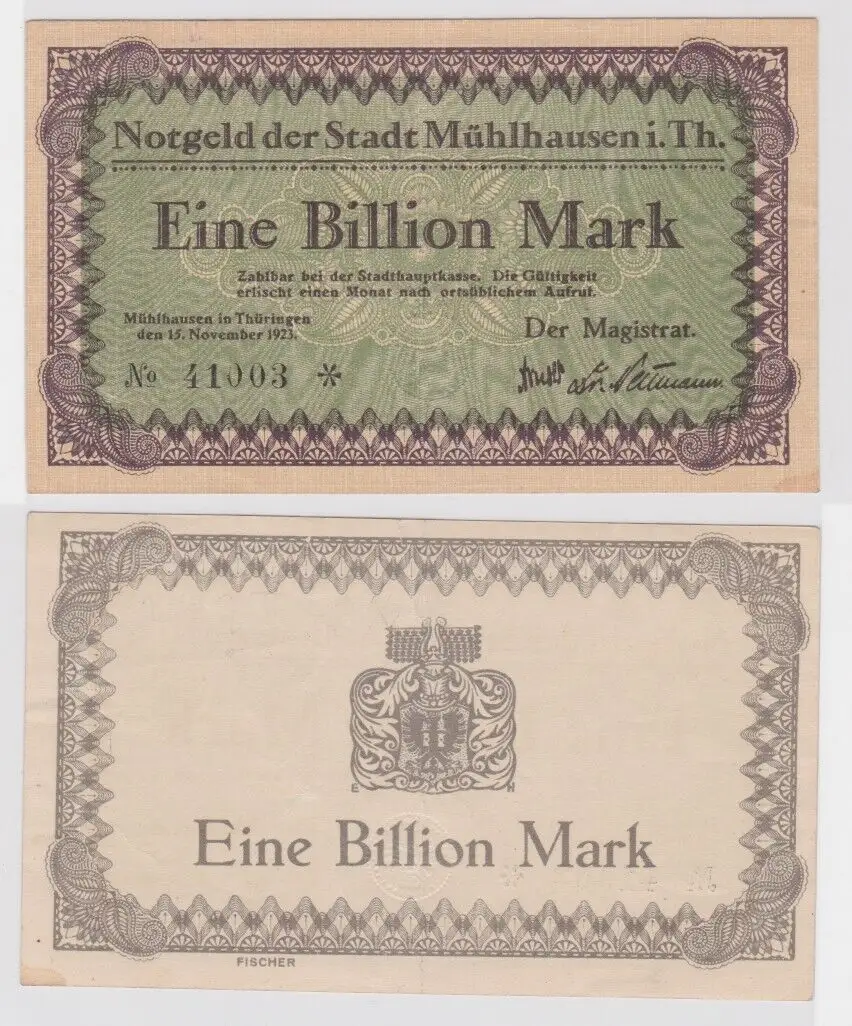 Notgeld der Stadt Mühlhausen i. Th.
Eine Billion Mark
Zahlbar bei der Stadthauptkasse. Die Gültigkeit
erlischt einen Monat nach ortsüblichem Aufruf.
Mühlhausen in Thüringen
den 15. November 1923.
Der Magistrat.
No 41003 *
E H
Eine Billion Mark
FISCHER